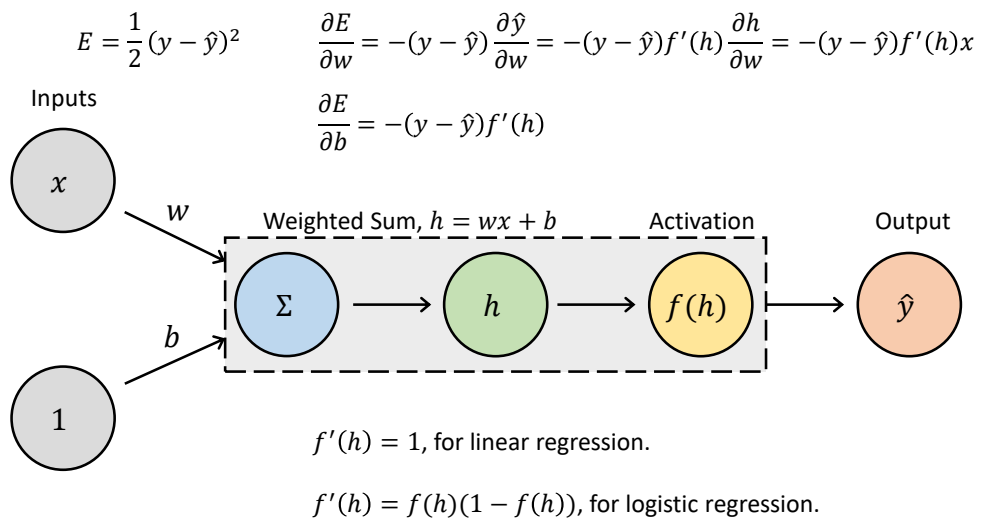 E = 1/2 (y − ŷ)²
∂E/∂w = −(y − ŷ) ∂ŷ/∂w = −(y − ŷ)f′(h) ∂h/∂w = −(y − ŷ)f′(h)x
∂E/∂b = −(y − ŷ)f′(h)
Inputs
x
w
Weighted Sum, h = wx + b
Activation
Output
Σ
h
f(h)
ŷ
b
1
f′(h) = 1, for linear regression.
f′(h) = f(h)(1 − f(h)), for logistic regression.